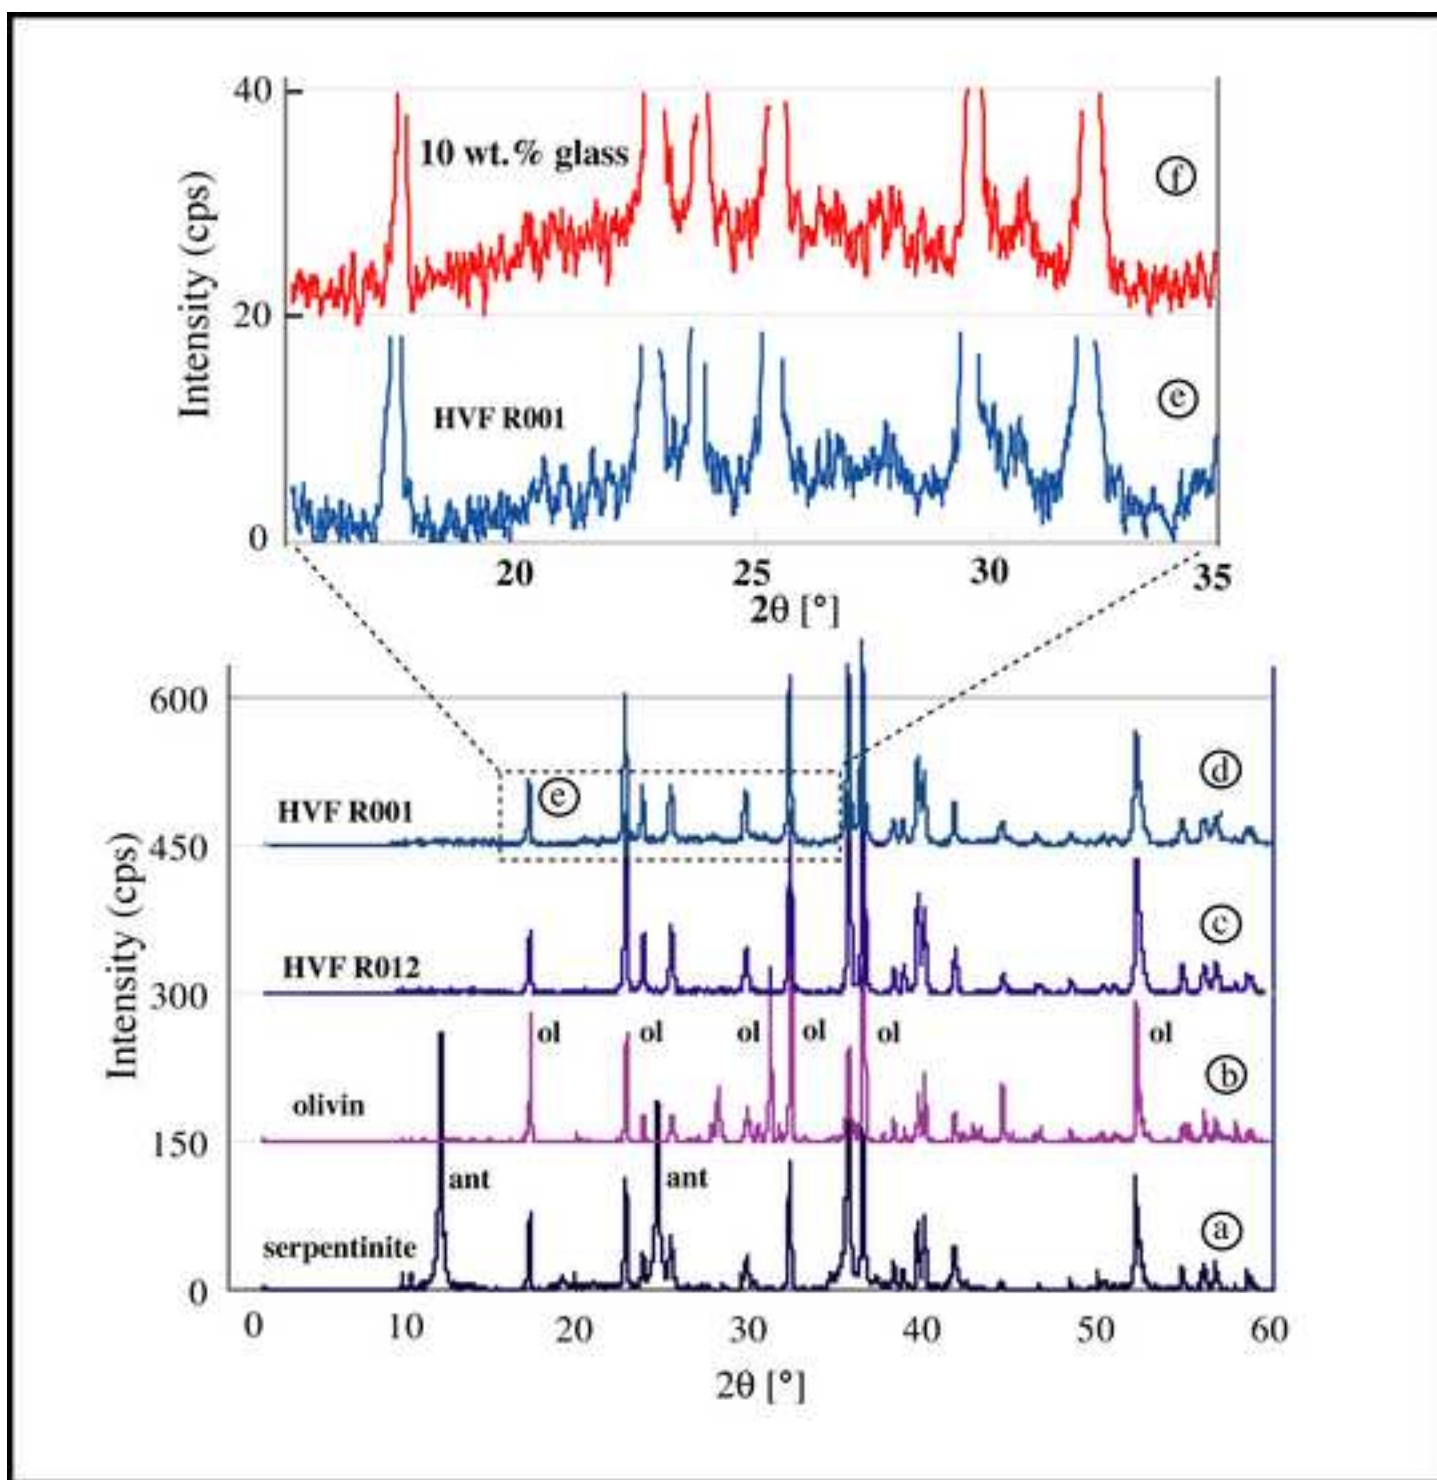 40
10 wt.% glass
f
Intensity (cps)
20
HVF R001
e
0
20 25 30 35
2θ [°]
600
d
e
HVF R001
450
Intensity (cps)
c
HVF R012
300
ol ol ol ol ol ol
b
olivin
150
ant ant
a
serpentinite
0
0 10 20 30 40 50 60
2θ [°]